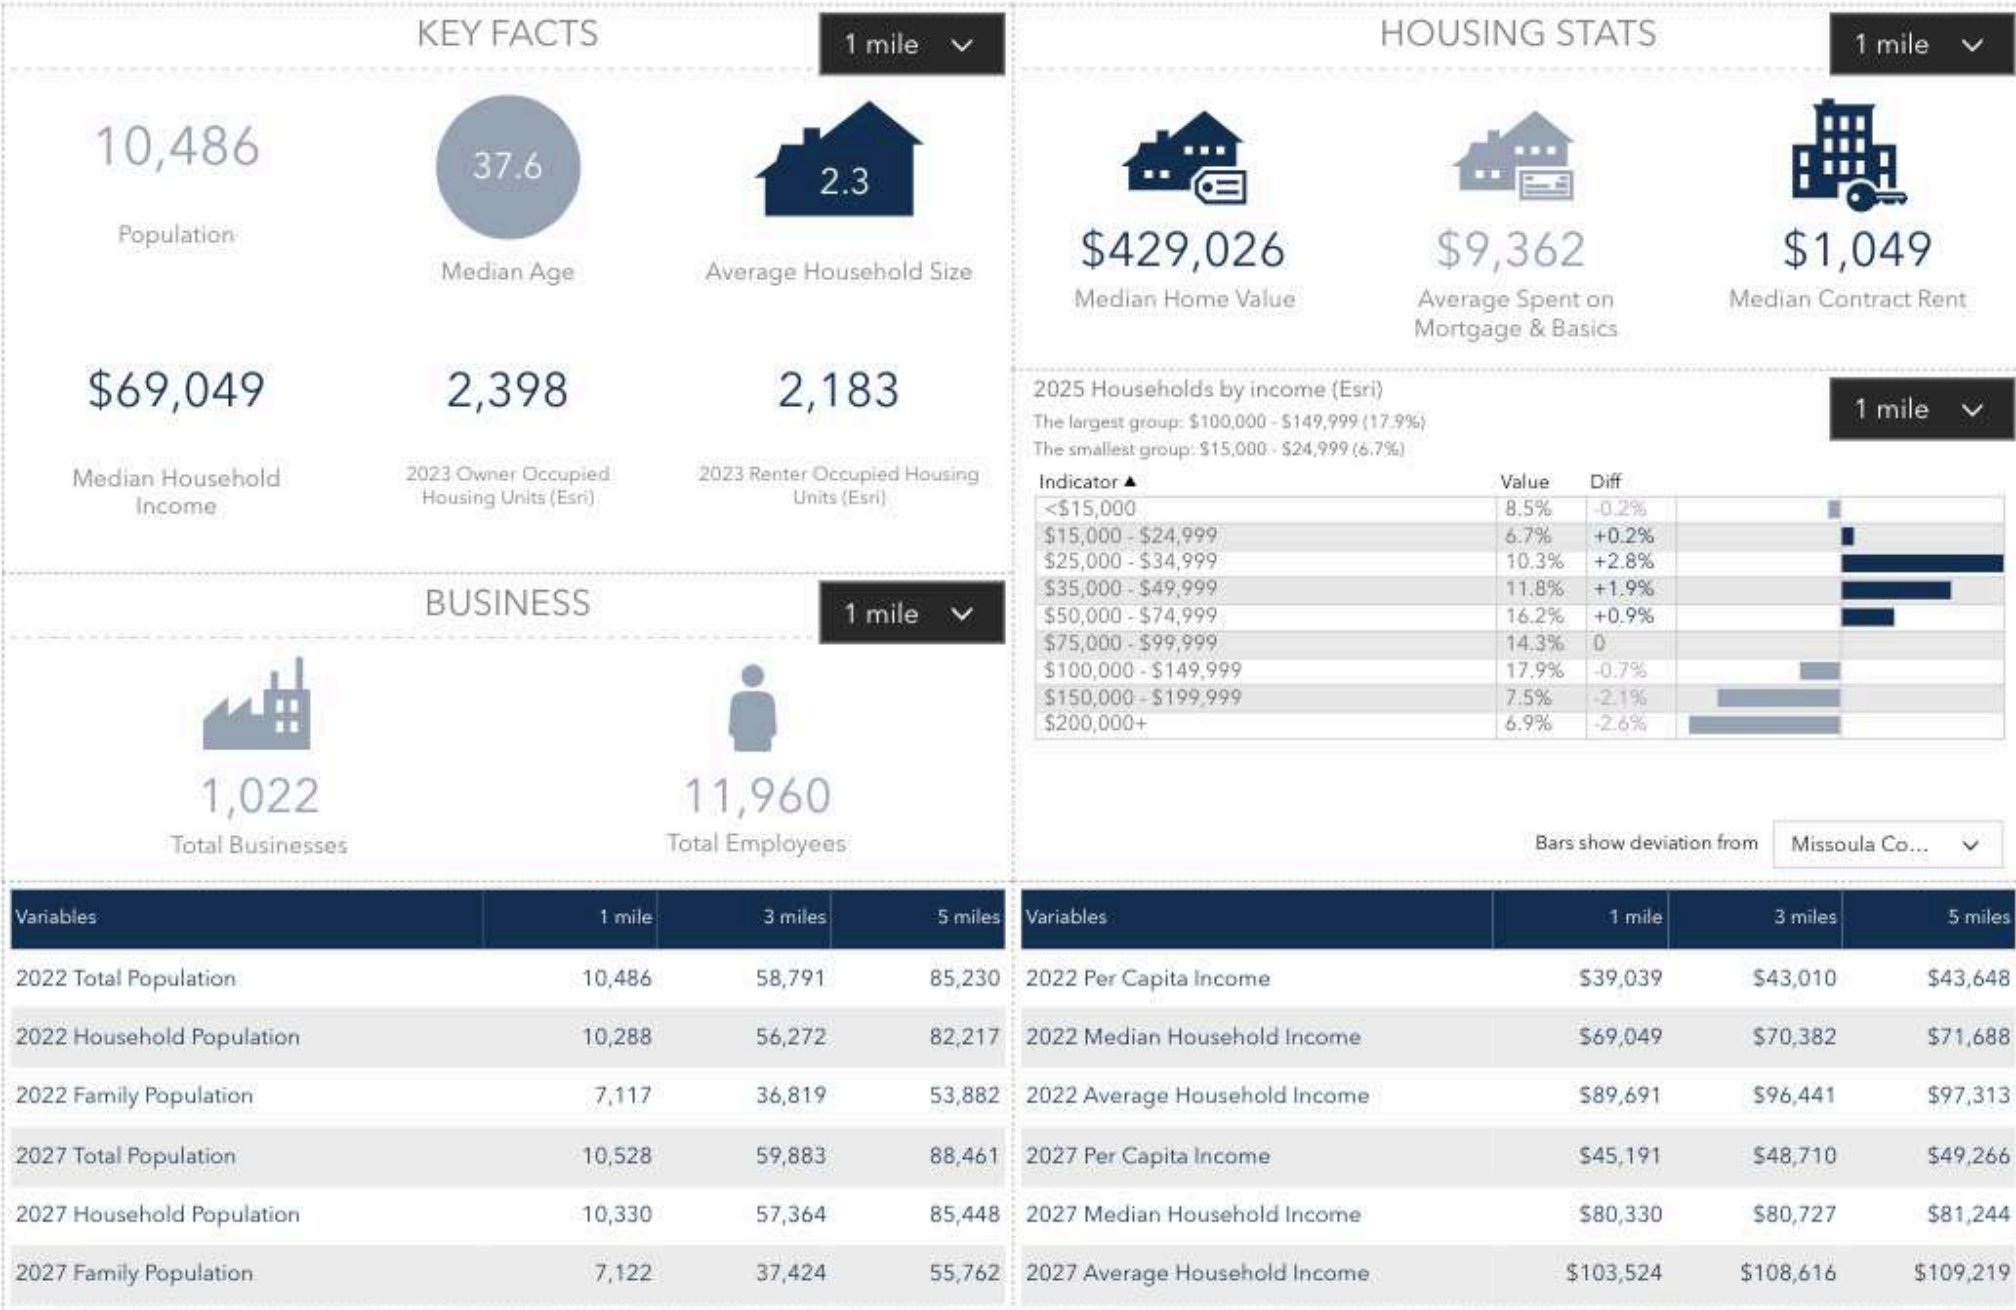 KEY FACTS
1 mile
10,486
Population
37.6
Median Age
2.3
Average Household Size
$69,049
Median Household
Income
2,398
2023 Owner Occupied
Housing Units (Esri)
2,183
2023 Renter Occupied Housing
Units (Esri)
BUSINESS
1 mile
1,022
Total Businesses
11,960
Total Employees
HOUSING STATS
1 mile
$429,026
Median Home Value
$9,362
Average Spent on
Mortgage & Basics
$1,049
Median Contract Rent
2025 Households by income (Esri)
The largest group: $100,000 - $149,999 (17.9%)
The smallest group: $15,000 - $24,999 (6.7%)
1 mile
Indicator ▲ Value Diff
<$15,000 8.5% -0.2%
$15,000 - $24,999 6.7% +0.2%
$25,000 - $34,999 10.3% +2.8%
$35,000 - $49,999 11.8% +1.9%
$50,000 - $74,999 16.2% +0.9%
$75,000 - $99,999 14.3% 0
$100,000 - $149,999 17.9% -0.7%
$150,000 - $199,999 7.5% -2.1%
$200,000+ 6.9% -2.6%
Bars show deviation from Missoula Co...
Variables 1 mile 3 miles 5 miles
2022 Total Population 10,486 58,791 85,230
2022 Household Population 10,288 56,272 82,217
2022 Family Population 7,117 36,819 53,882
2027 Total Population 10,528 59,883 88,461
2027 Household Population 10,330 57,364 85,448
2027 Family Population 7,122 37,424 55,762
Variables 1 mile 3 miles 5 miles
2022 Per Capita Income $39,039 $43,010 $43,648
2022 Median Household Income $69,049 $70,382 $71,688
2022 Average Household Income $89,691 $96,441 $97,313
2027 Per Capita Income $45,191 $48,710 $49,266
2027 Median Household Income $80,330 $80,727 $81,244
2027 Average Household Income $103,524 $108,616 $109,219